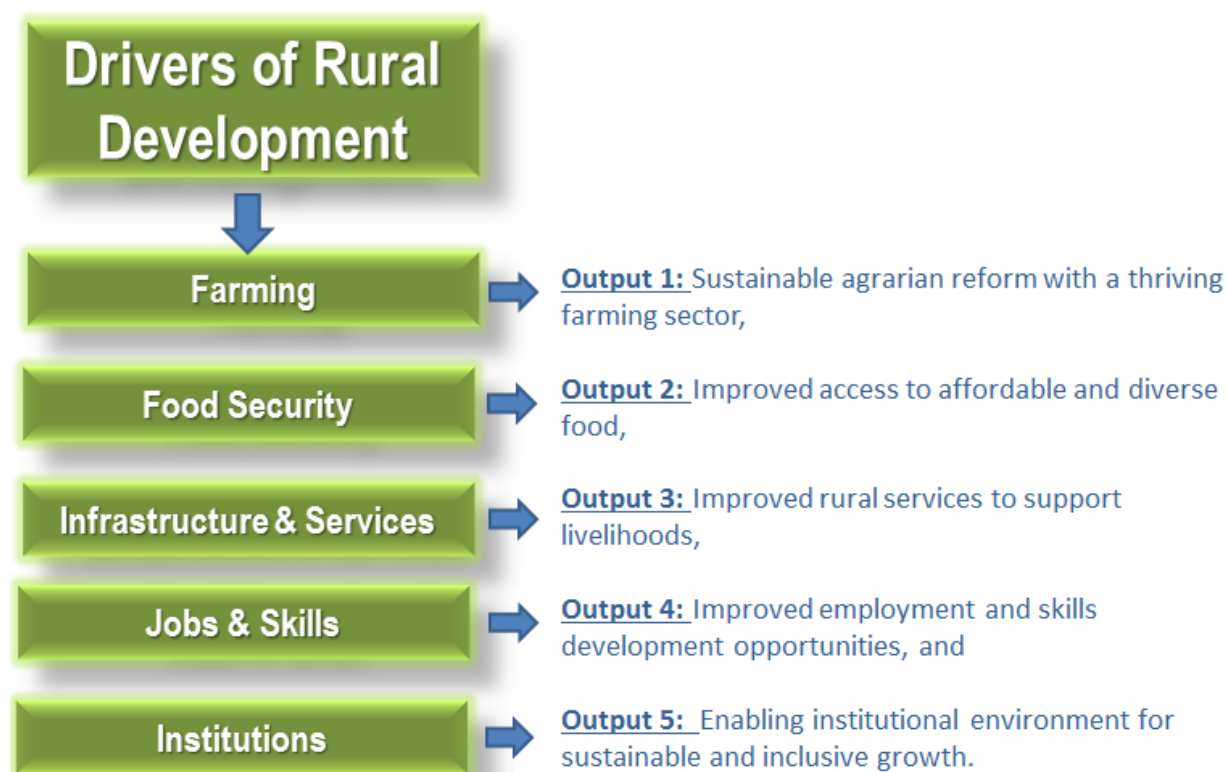 Drivers of Rural
Development
Farming
Output 1: Sustainable agrarian reform with a thriving
farming sector,
Food Security
Output 2: Improved access to affordable and diverse
food,
Infrastructure & Services
Output 3: Improved rural services to support
livelihoods,
Jobs & Skills
Output 4: Improved employment and skills
development opportunities, and
Institutions
Output 5: Enabling institutional environment for
sustainable and inclusive growth.